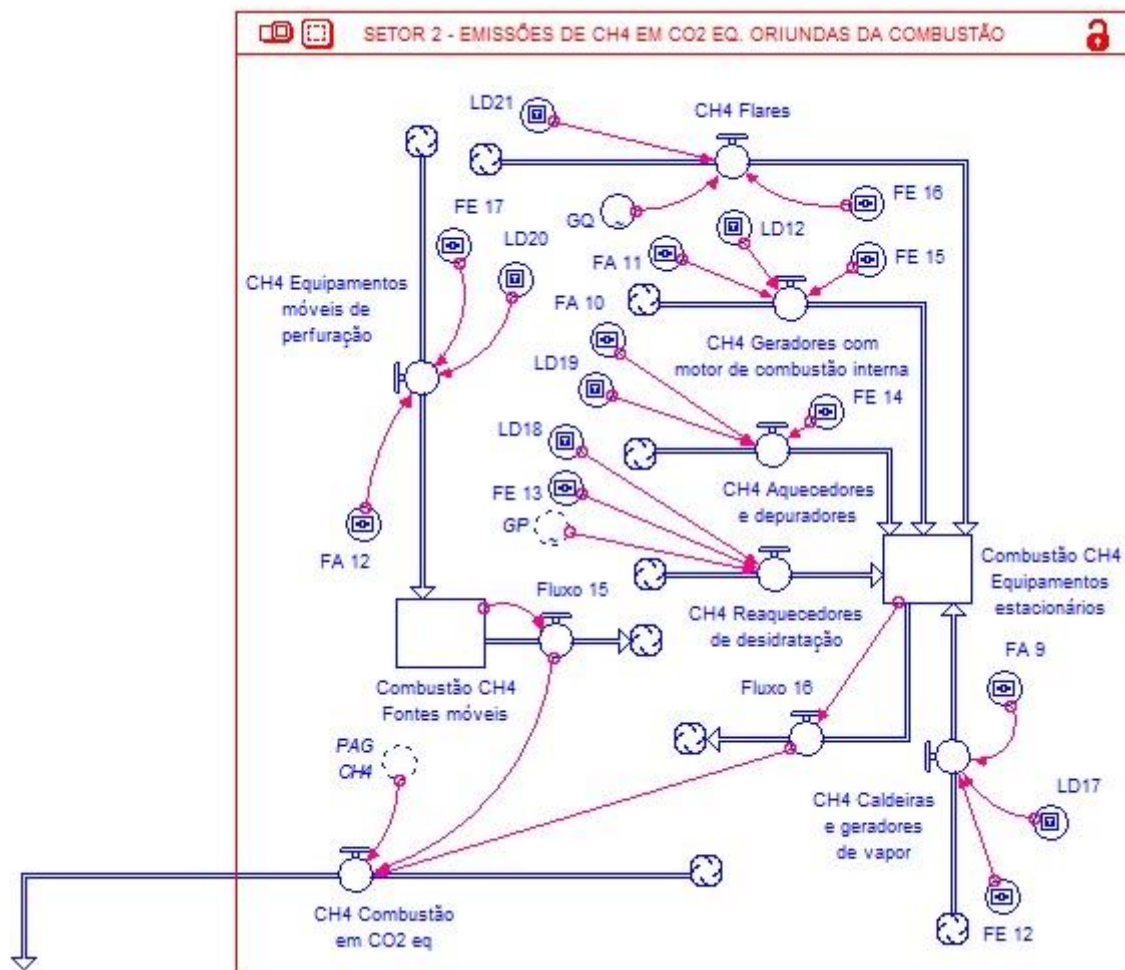 SETOR 2 - EMISSÕES DE CH4 EM CO2 EQ. ORIUNDAS DA COMBUSTÃO
LD21
CH4 Flares
FE 17
LD20
GQ
LD12
FE 16
FA 11
FE 15
CH4 Equipamentos
móveis de
perfuração
FA 10
CH4 Geradores com
motor de combustão interna
LD19
FE 14
LD18
FE 13
GP
CH4 Aquecedores
e depuradores
FA 12
Combustão CH4
Equipamentos
estacionários
Fluxo 15
CH4 Reaquecedores
de desidratação
FA 9
Combustão CH4
Fontes móveis
Fluxo 16
PAG
CH4
CH4 Caldeiras
e geradores
de vapor
LD17
CH4 Combustão
em CO2 eq
FE 12